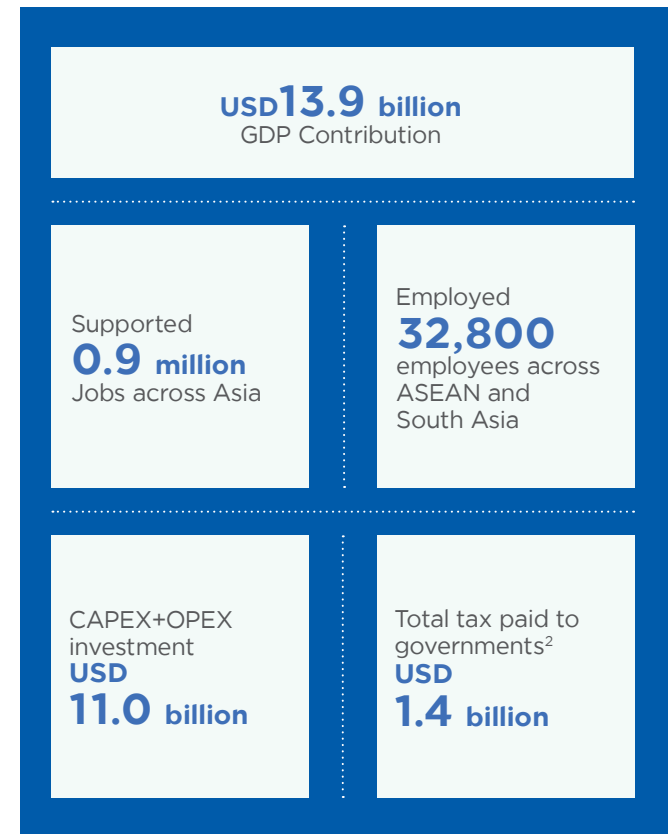 USD13.9 billion
GDP Contribution
Supported
0.9 million
Jobs across Asia
Employed
32,800
employees across
ASEAN and
South Asia
CAPEX+OPEX
investment
USD
11.0 billion
Total tax paid to
governments²
USD
1.4 billion